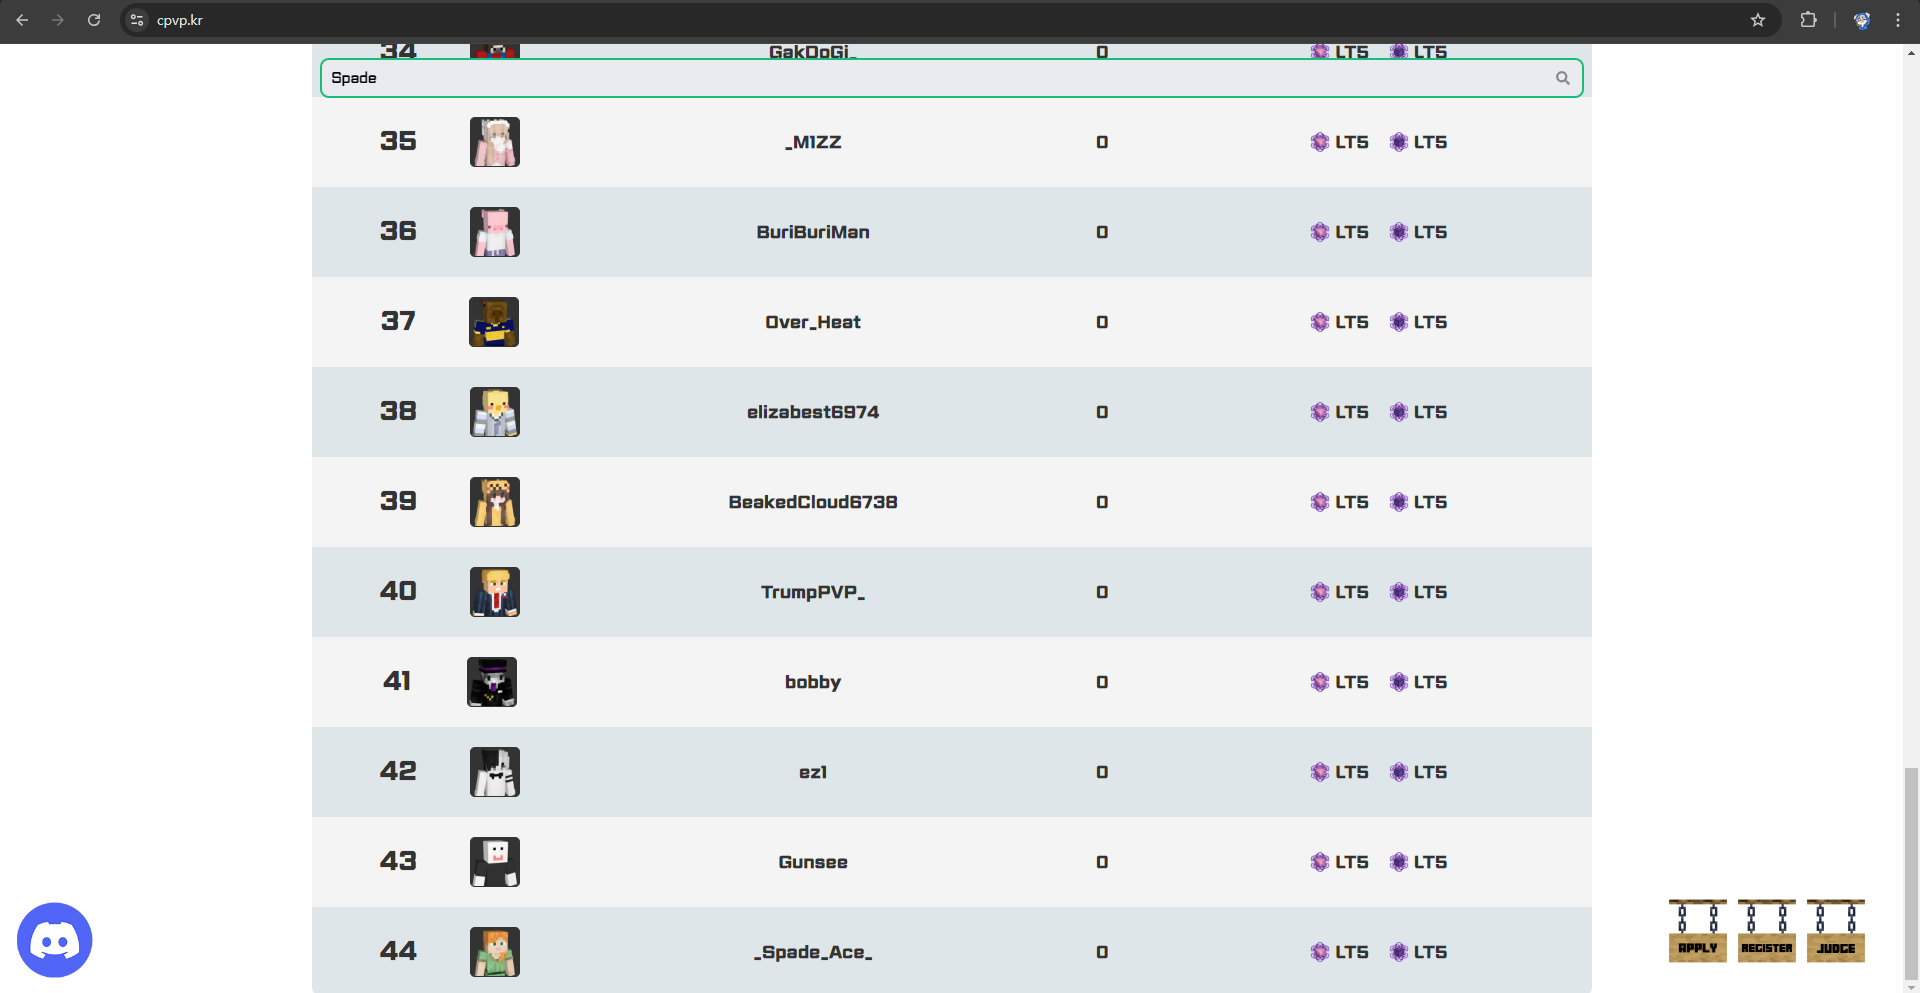 cpvp.kr
34 GakDoGi_ 0 LT5 LT5
Spade
35 _M1ZZ 0 LT5 LT5
36 BuriBuriMan 0 LT5 LT5
37 Over_Heat 0 LT5 LT5
38 elizabest6974 0 LT5 LT5
39 BeakedCloud6738 0 LT5 LT5
40 TrumpPVP_ 0 LT5 LT5
41 bobby 0 LT5 LT5
42 ez1 0 LT5 LT5
43 Gunsee 0 LT5 LT5
44 _Spade_Ace_ 0 LT5 LT5
APPLY REGISTER JUDGE